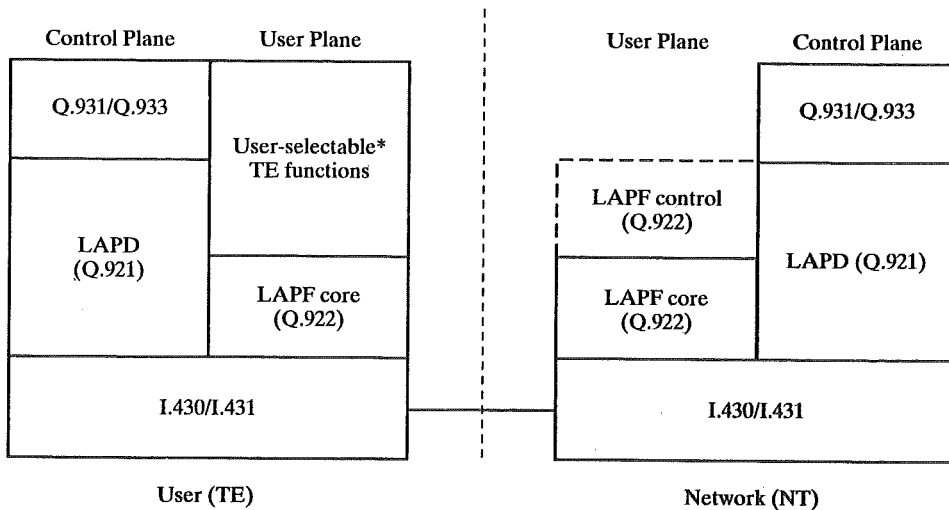 Control Plane
User Plane
Q.931/Q.933
User-selectable*
TE functions
LAPD
(Q.921)
LAPF core
(Q.922)
I.430/I.431
User (TE)
User Plane
Control Plane
Q.931/Q.933
LAPF control
(Q.922)
LAPD (Q.921)
LAPF core
(Q.922)
I.430/I.431
Network (NT)